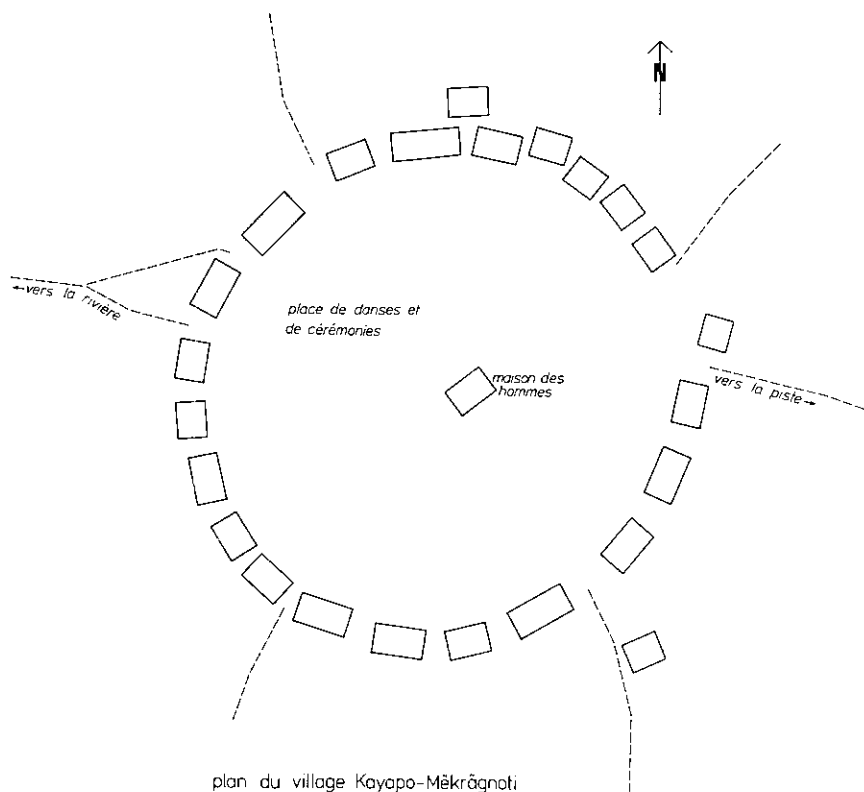 N
place de danses et
de cérémonies
←vers la rivière
maison des
hommes
vers la piste→
plan du village Kayapo-Mêkrãgnoti